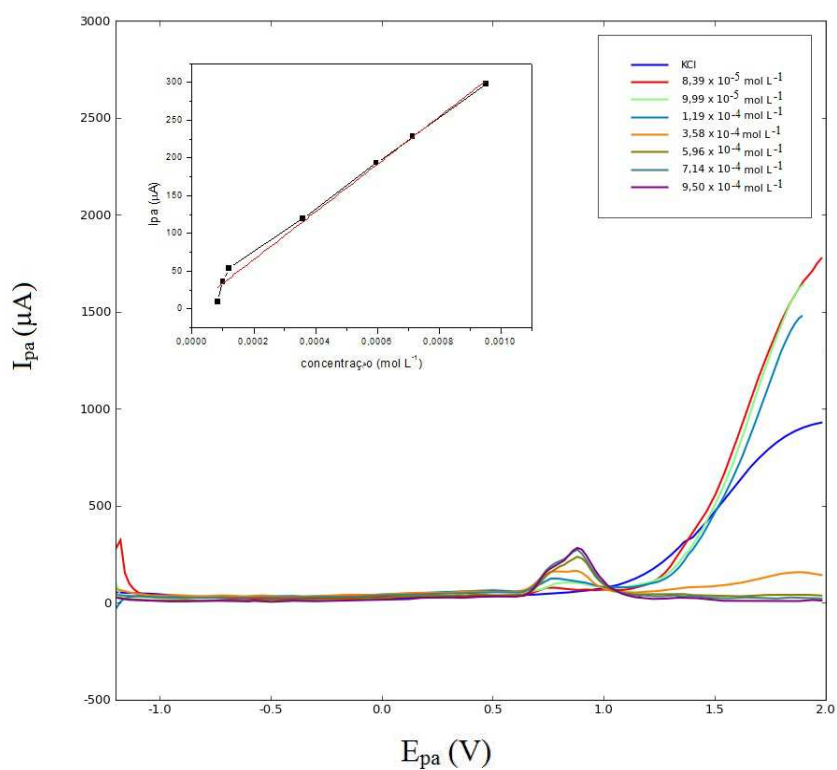 3000
2500
2000
1500
1000
500
0
-500
I_pa (μA)
-1.0
-0.5
0.0
0.5
1.0
1.5
2.0
E_pa (V)
KCl
8,39 x 10^-5 mol L^-1
9,99 x 10^-5 mol L^-1
1,19 x 10^-4 mol L^-1
3,58 x 10^-4 mol L^-1
5,96 x 10^-4 mol L^-1
7,14 x 10^-4 mol L^-1
9,50 x 10^-4 mol L^-1
300
250
200
150
100
50
0
Ipa (μA)
0,0000
0,0002
0,0004
0,0006
0,0008
0,0010
concentraç>o (mol L^-1)